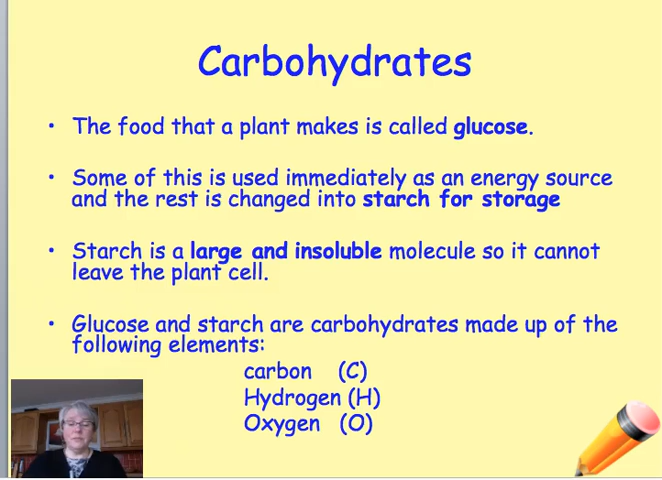 Carbohydrates
• The food that a plant makes is called glucose.
• Some of this is used immediately as an energy source
and the rest is changed into starch for storage
• Starch is a large and insoluble molecule so it cannot
leave the plant cell.
• Glucose and starch are carbohydrates made up of the
following elements:
carbon (C)
Hydrogen (H)
Oxygen (O)